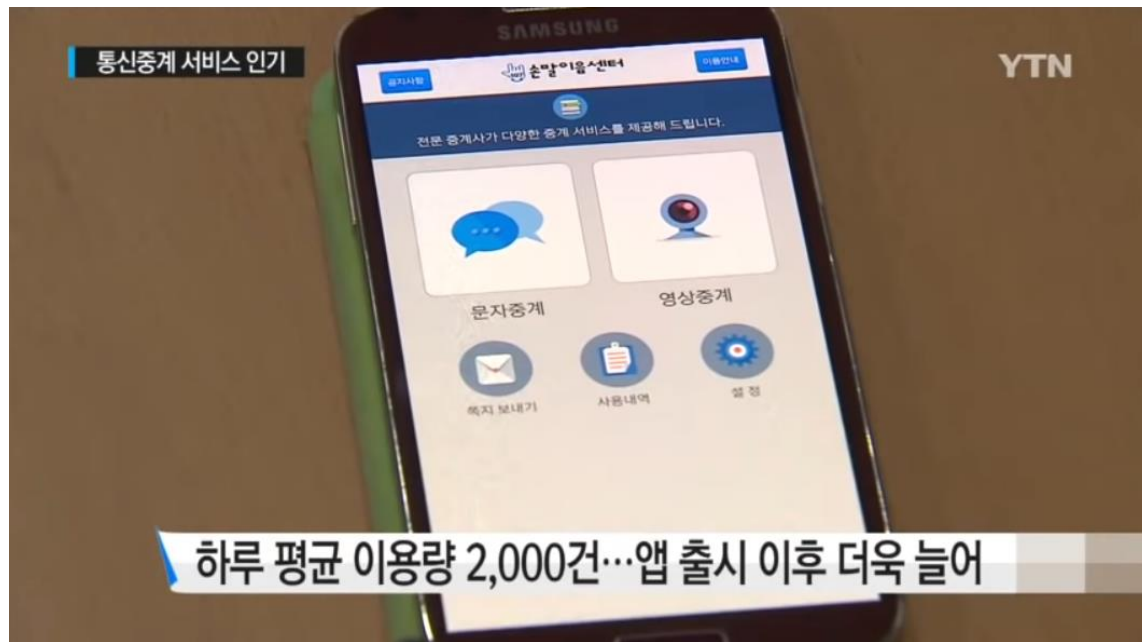 SAMSUNG
통신중계 서비스 인기
YTN
공지사항
손말이음센터
이용안내
전문 중계사가 다양한 중계 서비스를 제공해 드립니다.
문자중계
영상중계
쪽지 보내기
사용내역
설정
하루 평균 이용량 2,000건…앱 출시 이후 더욱 늘어